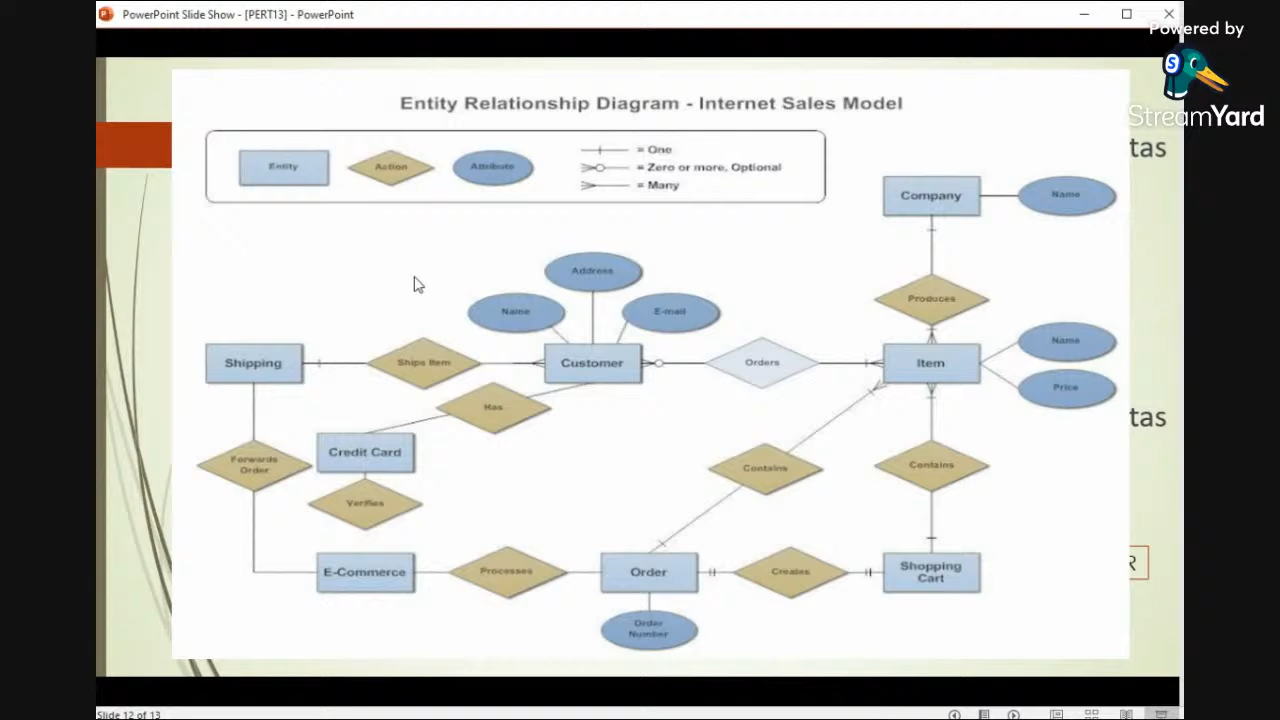 PowerPoint Slide Show - [PERT13] - PowerPoint
Powered by
StreamYard
Entity Relationship Diagram - Internet Sales Model
Entity
Action
Attribute
= One
= Zero or more, Optional
= Many
tas
Company
Name
Address
Name
E-mail
Produces
Shipping
Ships Item
Customer
Orders
Item
Name
Price
Has
tas
Credit Card
Forwards
Order
Contains
Contains
Verifies
E-Commerce
Processes
Order
Creates
Shopping
Cart
R
Order
Number
Slide 12 of 13